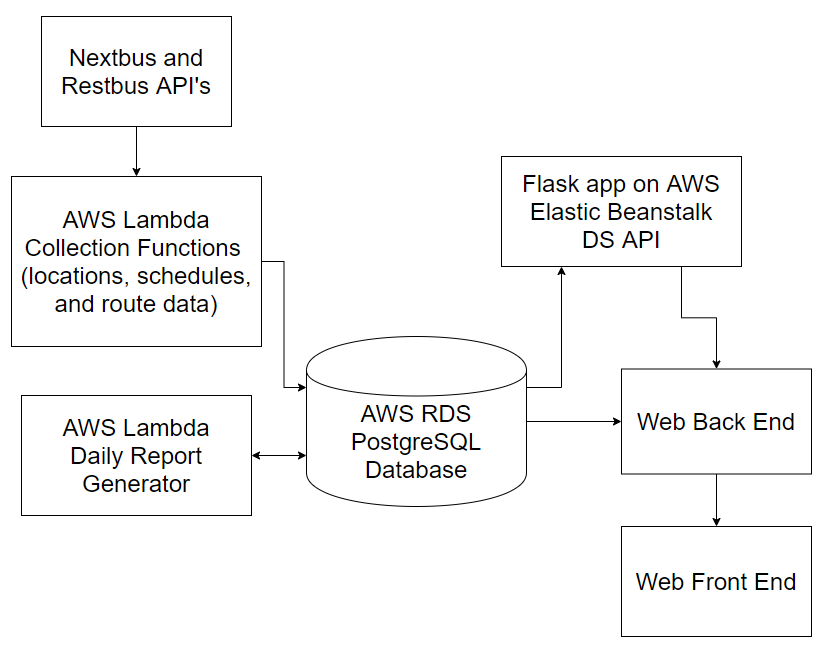 Nextbus and
Restbus API's
AWS Lambda
Collection Functions
(locations, schedules,
and route data)
AWS Lambda
Daily Report
Generator
AWS RDS
PostgreSQL
Database
Flask app on AWS
Elastic Beanstalk
DS API
Web Back End
Web Front End